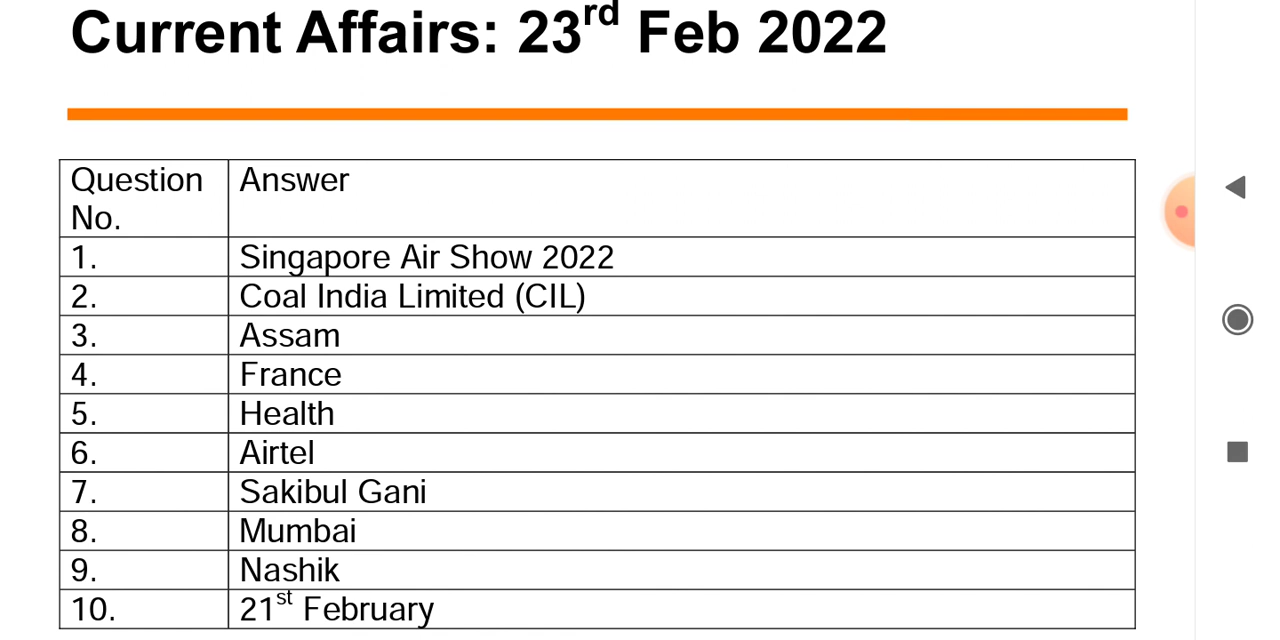 Current Affairs: 23rd Feb 2022
Question Answer
No.
1. Singapore Air Show 2022
2. Coal India Limited (CIL)
3. Assam
4. France
5. Health
6. Airtel
7. Sakibul Gani
8. Mumbai
9. Nashik
10. 21st February